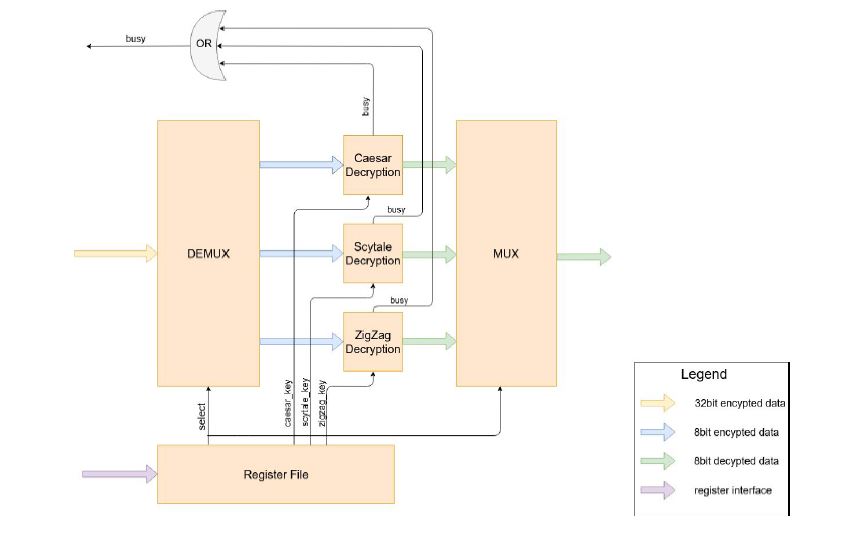 busy
OR
busy
Caesar
Decryption
busy
DEMUX
Scytale
Decryption
MUX
busy
ZigZag
Decryption
select
caesar_key
scytale_key
zigzag_key
Register File
Legend
32bit encypted data
8bit encypted data
8bit decypted data
register interface